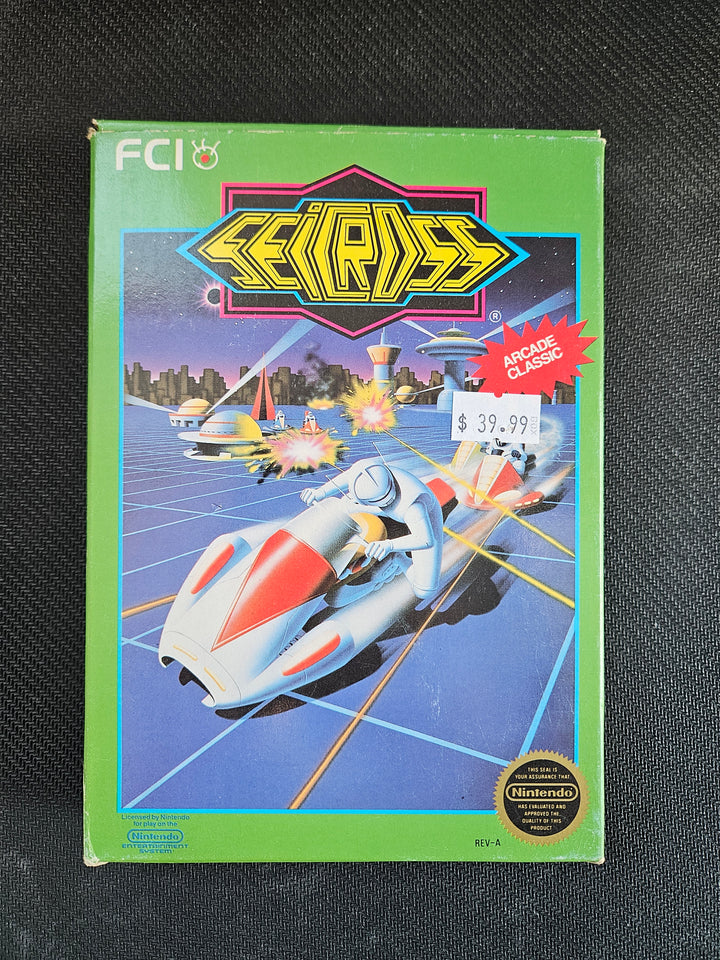 FCI
SEICROSS
®
ARCADE
CLASSIC
$ 39.99
THIS SEAL IS
YOUR ASSURANCE THAT
Nintendo
HAS EVALUATED AND
APPROVED THE
QUALITY OF THIS
PRODUCT
Licensed by Nintendo
for play on the
Nintendo
ENTERTAINMENT
SYSTEM
REV-A